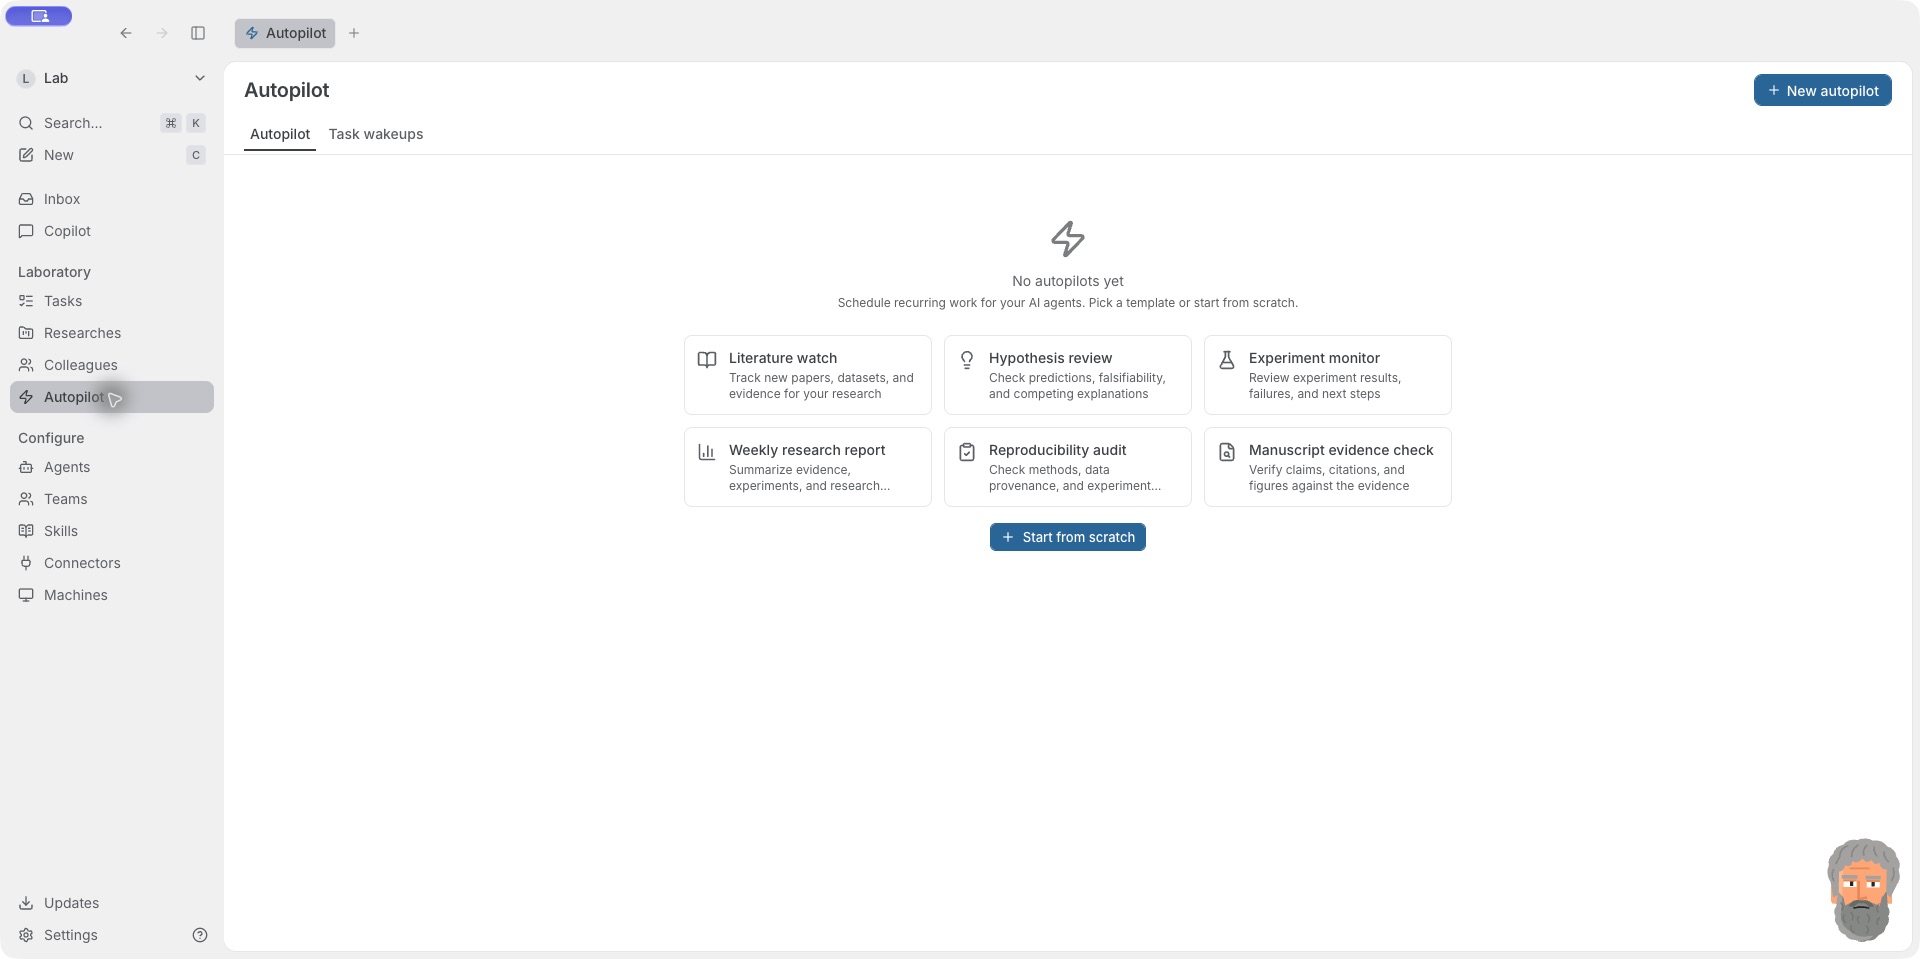 Autopilot
L Lab
Search...
⌘ K
New
C
Inbox
Copilot
Laboratory
Tasks
Researches
Colleagues
Autopilot
Configure
Agents
Teams
Skills
Connectors
Machines
Updates
Settings
Autopilot
New autopilot
Autopilot
Task wakeups
No autopilots yet
Schedule recurring work for your AI agents. Pick a template or start from scratch.
Literature watch
Track new papers, datasets, and
evidence for your research
Hypothesis review
Check predictions, falsifiability,
and competing explanations
Experiment monitor
Review experiment results,
failures, and next steps
Weekly research report
Summarize evidence,
experiments, and research...
Reproducibility audit
Check methods, data
provenance, and experiment...
Manuscript evidence check
Verify claims, citations, and
figures against the evidence
Start from scratch